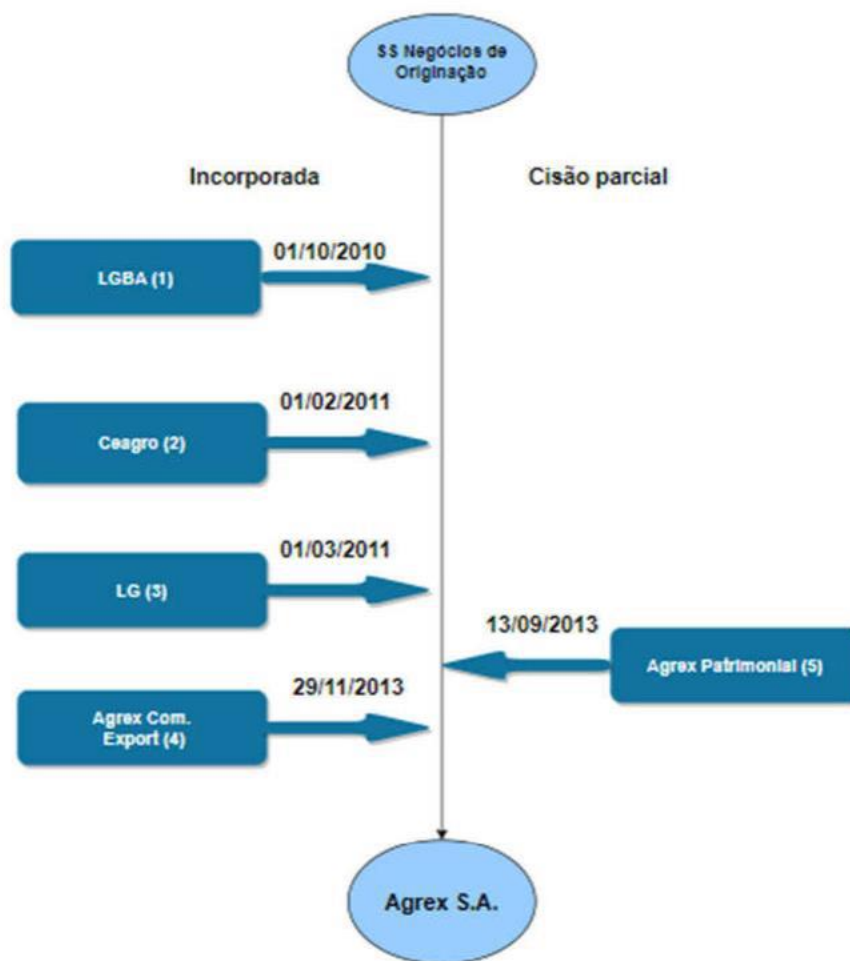 SS Negócios de
Originação
Incorporada
Cisão parcial
01/10/2010
LGBA (1)
01/02/2011
Ceagro (2)
01/03/2011
LG (3)
13/09/2013
Agrex Patrimonial (5)
29/11/2013
Agrex Com.
Export (4)
Agrex S.A.